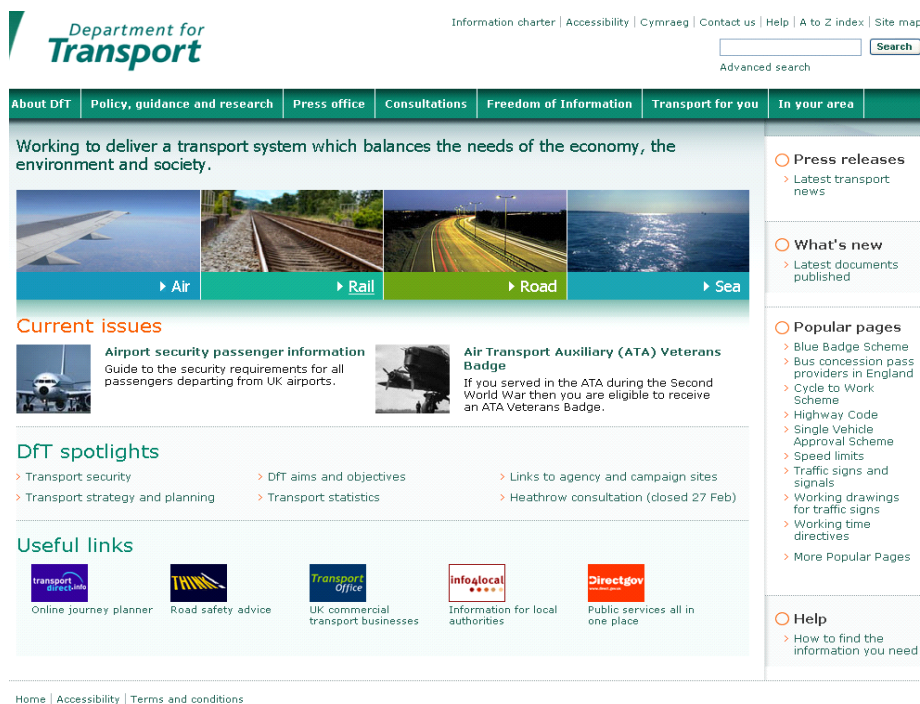 Department for
Transport
Information charter | Accessibility | Cymraeg | Contact us | Help | A to Z index | Site map
Search
Advanced search
About DfT | Policy, guidance and research | Press office | Consultations | Freedom of Information | Transport for you | In your area
Working to deliver a transport system which balances the needs of the economy, the
environment and society.
Air
Rail
Road
Sea
Current issues
Airport security passenger information
Guide to the security requirements for all
passengers departing from UK airports.
Air Transport Auxiliary (ATA) Veterans
Badge
If you served in the ATA during the Second
World War then you are eligible to receive
an ATA Veterans Badge.
DfT spotlights
Transport security
DfT aims and objectives
Links to agency and campaign sites
Transport strategy and planning
Transport statistics
Heathrow consultation (closed 27 Feb)
Useful links
transport
direct.info
Online journey planner
THINK!
Road safety advice
Transport
Office
UK commercial
transport businesses
info4local
Information for local
authorities
Directgov
Public services all in
one place
Press releases
Latest transport
news
What's new
Latest documents
published
Popular pages
Blue Badge Scheme
Bus concession pass
providers in England
Cycle to Work
Scheme
Highway Code
Single Vehicle
Approval Scheme
Speed limits
Traffic signs and
signals
Working drawings
for traffic signs
Working time
directives
More Popular Pages
Help
How to find the
information you need
Home | Accessibility | Terms and conditions